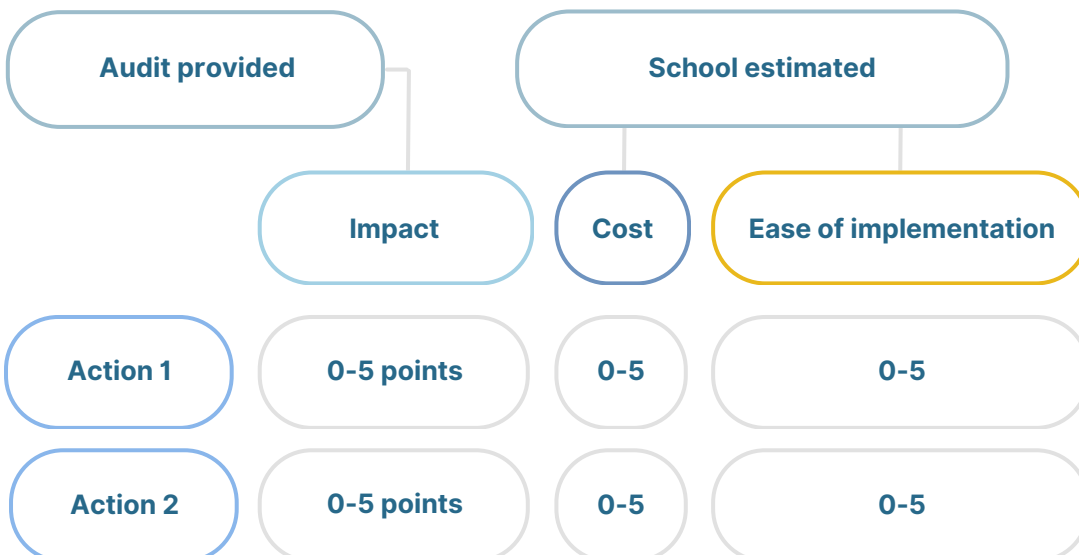 Audit provided
School estimated
Impact
Cost
Ease of implementation
Action 1
0-5 points
0-5
0-5
Action 2
0-5 points
0-5
0-5